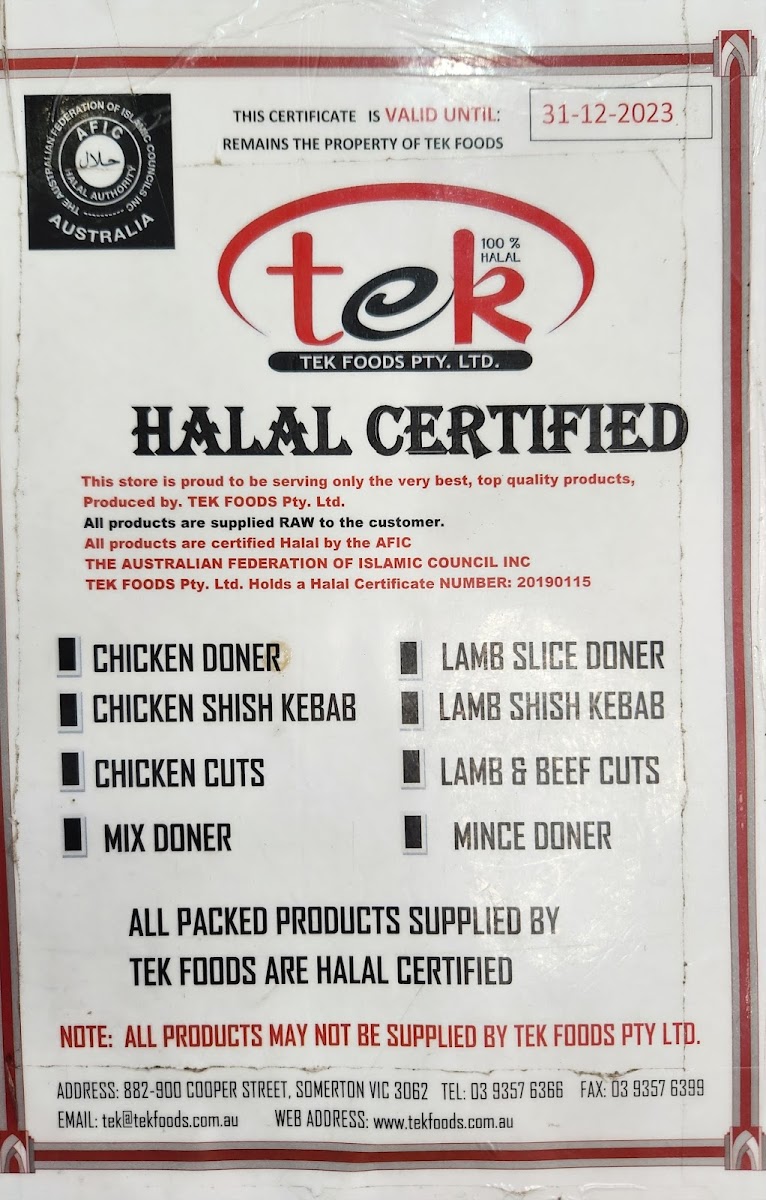 THE AUSTRALIAN FEDERATION OF ISLAMIC COUNCILS INC
AFIC
حلال
HALAL AUTHORITY
AUSTRALIA
THIS CERTIFICATE IS VALID UNTIL: 31-12-2023
REMAINS THE PROPERTY OF TEK FOODS
tek
100 %
HALAL
TEK FOODS PTY. LTD.
HALAL CERTIFIED
This store is proud to be serving only the very best, top quality products,
Produced by. TEK FOODS Pty. Ltd.
All products are supplied RAW to the customer.
All products are certified Halal by the AFIC
THE AUSTRALIAN FEDERATION OF ISLAMIC COUNCIL INC
TEK FOODS Pty. Ltd. Holds a Halal Certificate NUMBER: 20190115
CHICKEN DONER
LAMB SLICE DONER
CHICKEN SHISH KEBAB
LAMB SHISH KEBAB
CHICKEN CUTS
LAMB & BEEF CUTS
MIX DONER
MINCE DONER
ALL PACKED PRODUCTS SUPPLIED BY
TEK FOODS ARE HALAL CERTIFIED
NOTE: ALL PRODUCTS MAY NOT BE SUPPLIED BY TEK FOODS PTY LTD.
ADDRESS: 882-900 COOPER STREET, SOMERTON VIC 3062 TEL: 03 9357 6366 FAX: 03 9357 6399
EMAIL: tek@tekfoods.com.au WEB ADDRESS: www.tekfoods.com.au